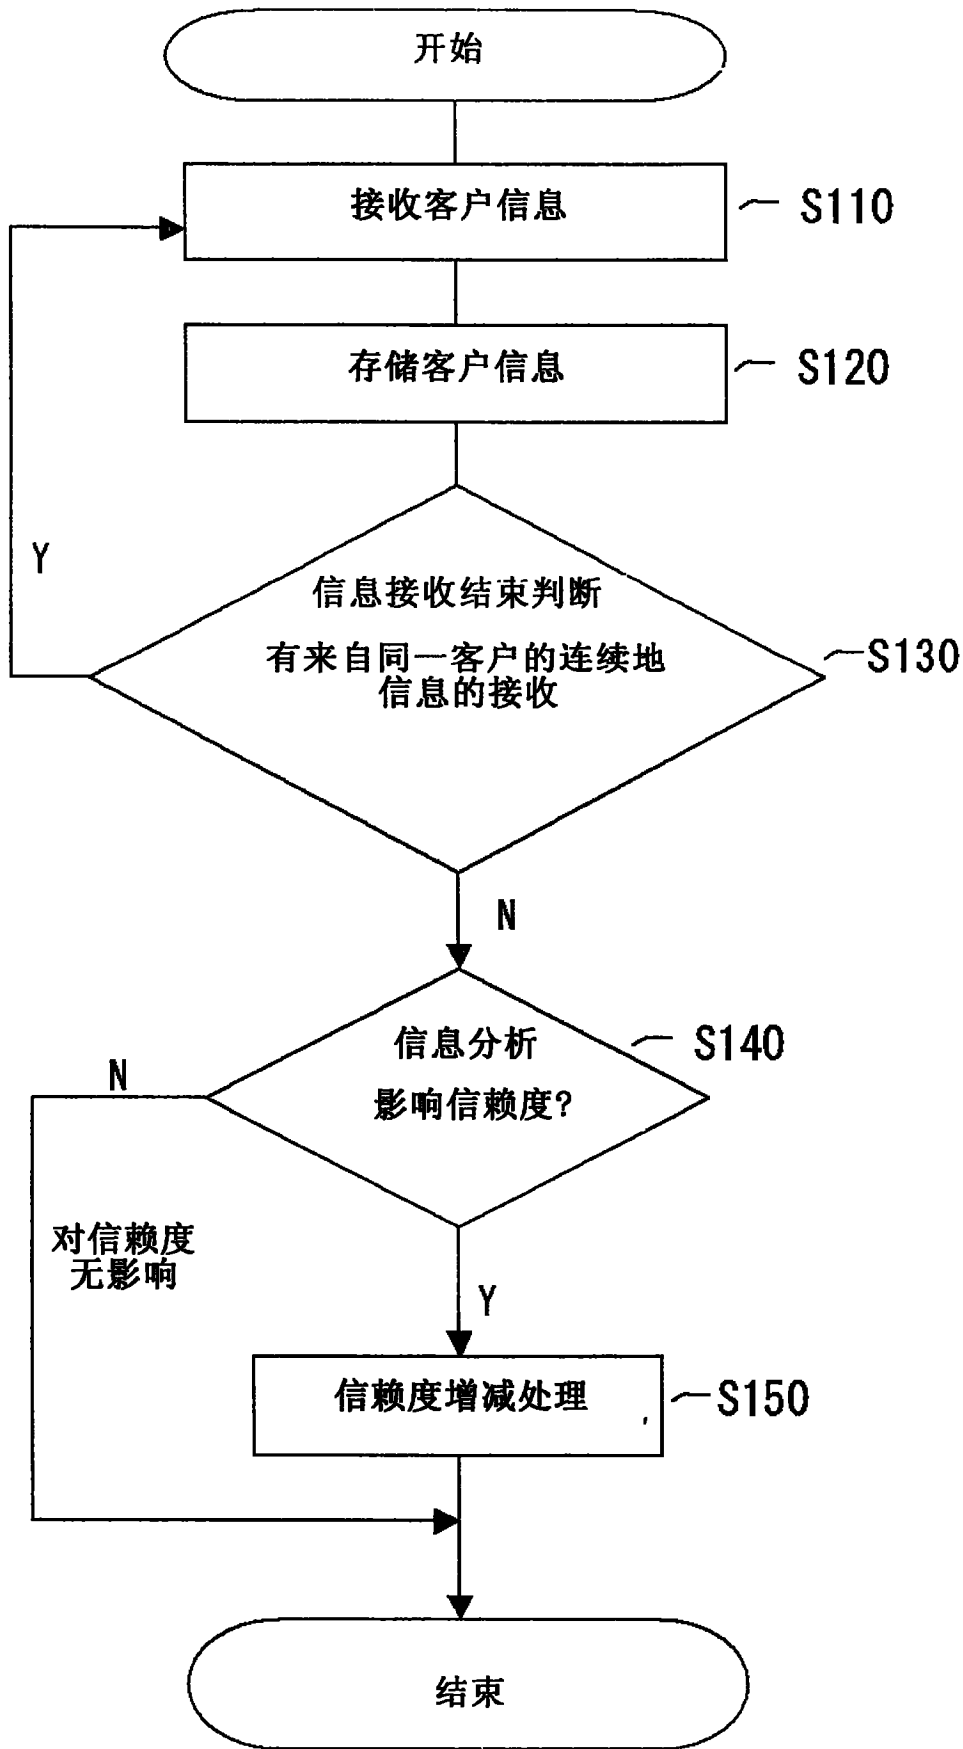 开始
接收客户信息
S110
存储客户信息
S120
Y
信息接收结束判断
有来自同一客户的连续地
信息的接收
S130
N
信息分析
影响信赖度?
S140
N
对信赖度
无影响
Y
信赖度增减处理
S150
结束